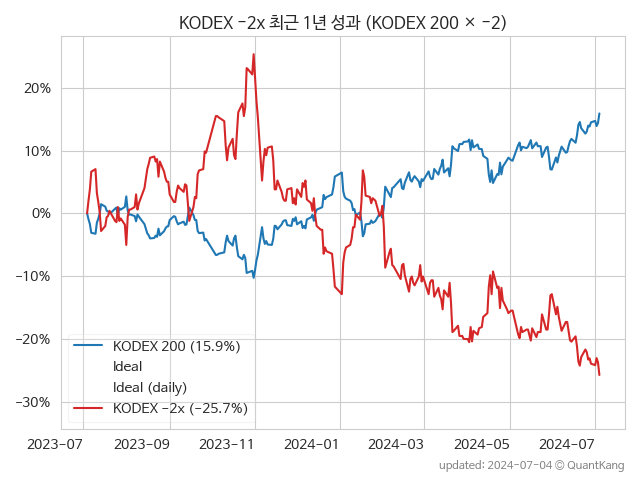 KODEX -2x 최근 1년 성과 (KODEX 200 × -2)
20%
10%
0%
-10%
-20%
-30%
KODEX 200 (15.9%)
Ideal
Ideal (daily)
KODEX -2x (-25.7%)
2023-07 2023-09 2023-11 2024-01 2024-03 2024-05 2024-07
updated: 2024-07-04 © QuantKang